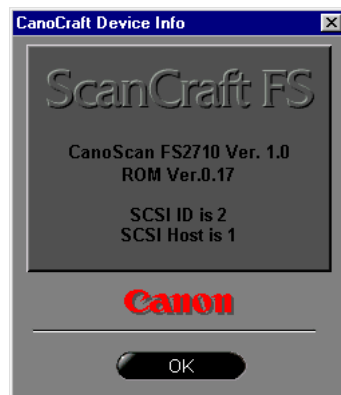 CanoCraft Device Info
ScanCraft FS
CanoScan FS2710 Ver. 1.0
ROM Ver.0.17
SCSI ID is 2
SCSI Host is 1
Canon
OK